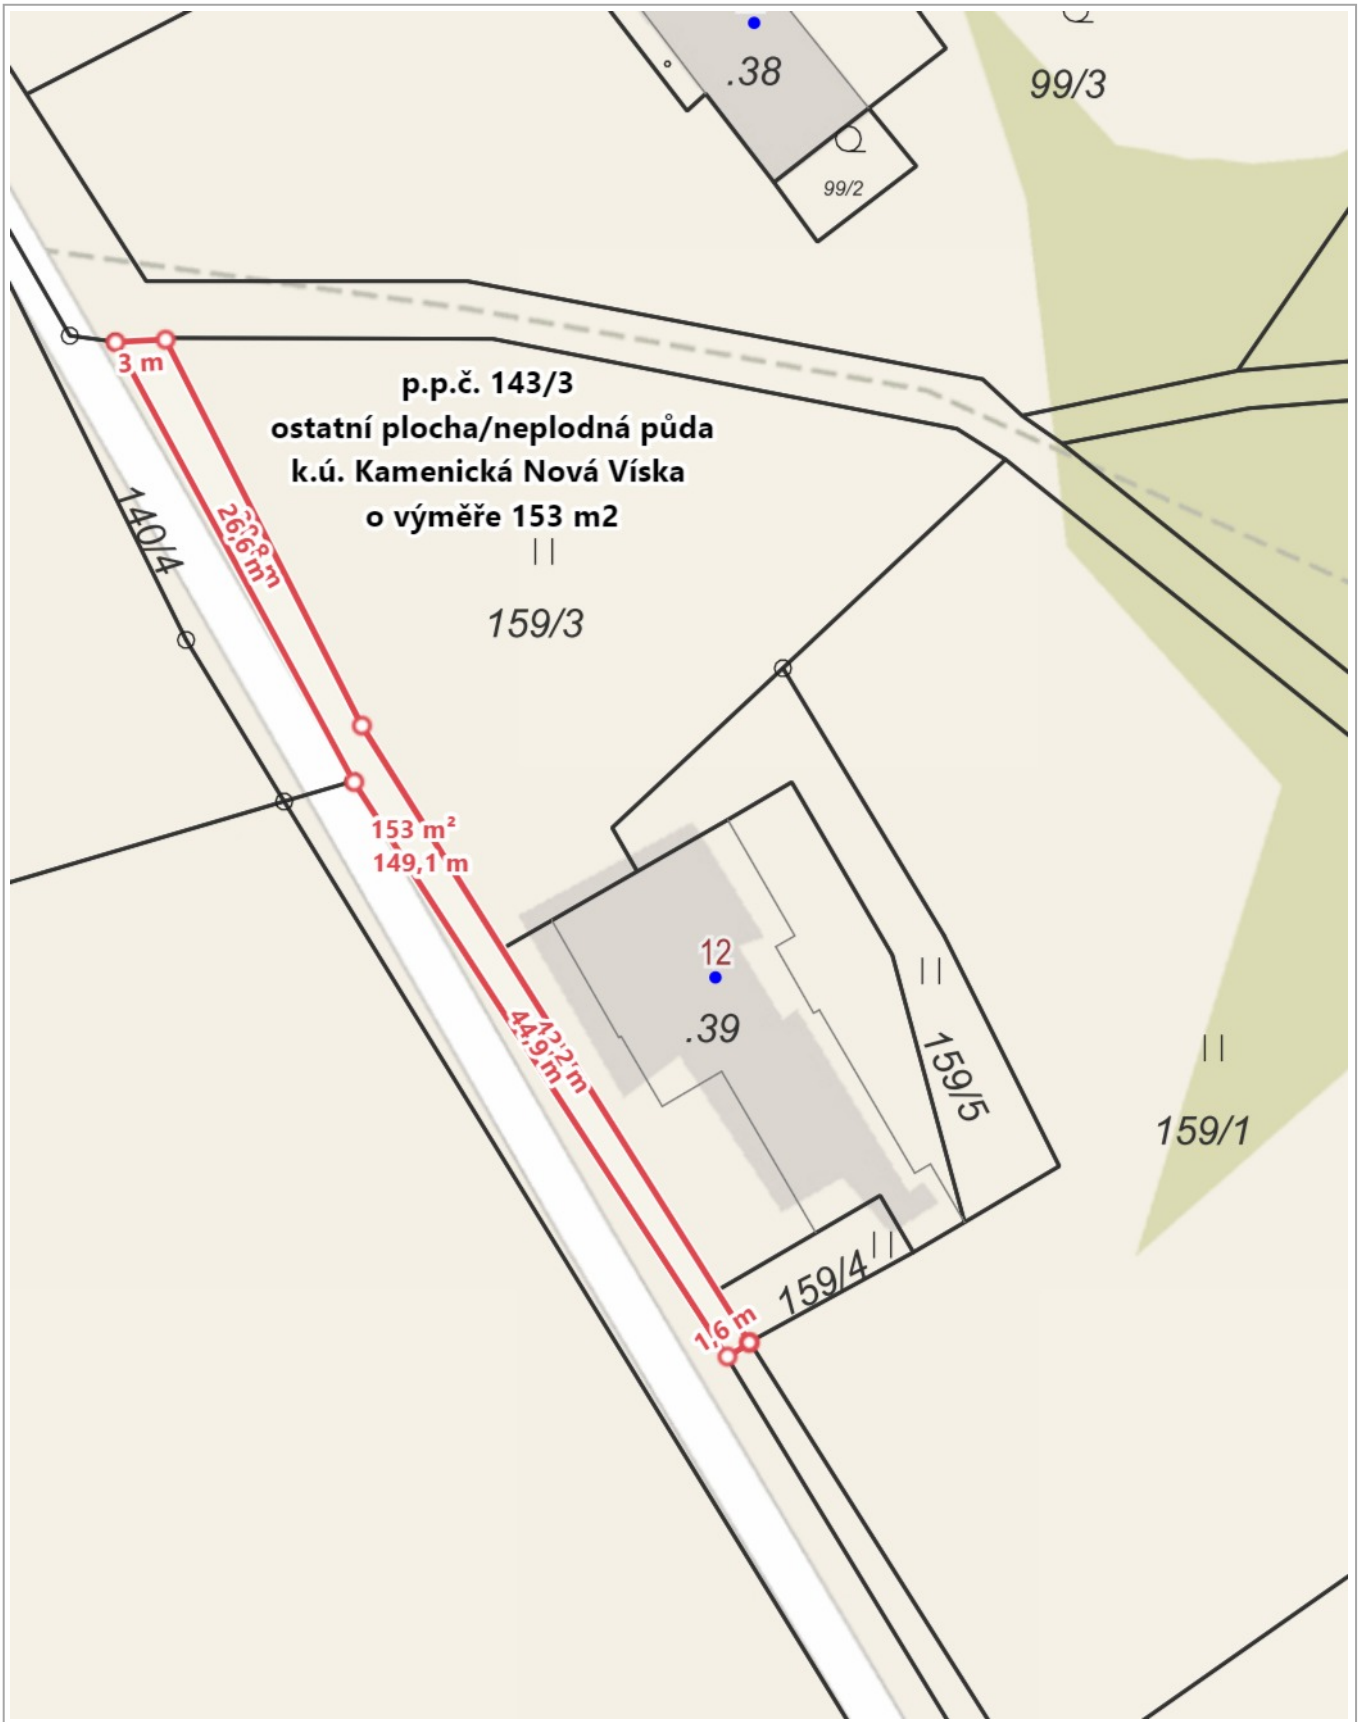 .38
99/3
99/2
3 m
p.p.č. 143/3
ostatní plocha/neplodná půda
k.ú. Kamenická Nová Víska
o výměře 153 m2
140/4
26,6 m
159/3
153 m²
149,1 m
12
.39
44,9 m
43,2 m
159/5
159/1
159/4
1,6 m